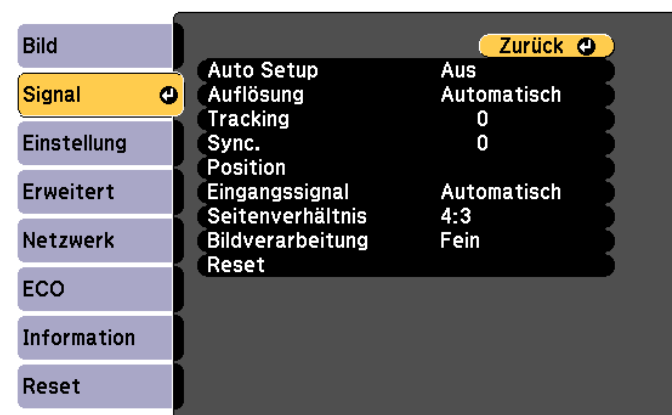 Bild
Signal
Einstellung
Erweitert
Netzwerk
ECO
Information
Reset
Zurück
Auto Setup Aus
Auflösung Automatisch
Tracking 0
Sync. 0
Position
Eingangssignal Automatisch
Seitenverhältnis 4:3
Bildverarbeitung Fein
Reset